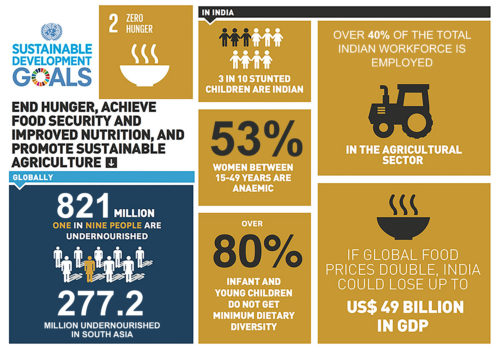 SUSTAINABLE
DEVELOPMENT
GOALS
2 ZERO
HUNGER
END HUNGER, ACHIEVE
FOOD SECURITY AND
IMPROVED NUTRITION, AND
PROMOTE SUSTAINABLE
AGRICULTURE
GLOBALLY
821 MILLION
ONE IN NINE PEOPLE ARE
UNDERNOURISHED
277.2
MILLION UNDERNOURISHED
IN SOUTH ASIA
IN INDIA
3 IN 10 STUNTED
CHILDREN ARE INDIAN
53%
WOMEN BETWEEN
15-49 YEARS ARE
ANAEMIC
OVER
80%
INFANT AND
YOUNG CHILDREN
DO NOT GET
MINIMUM DIETARY
DIVERSITY
OVER 40% OF THE TOTAL
INDIAN WORKFORCE IS
EMPLOYED
IN THE AGRICULTURAL
SECTOR
IF GLOBAL FOOD
PRICES DOUBLE, INDIA
COULD LOSE UP TO
US$ 49 BILLION
IN GDP